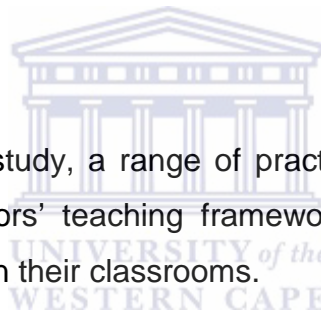 study, a range of pract
ors' teaching framewo
UNIVERSITY of the
n their classrooms.
WESTERN CAPE